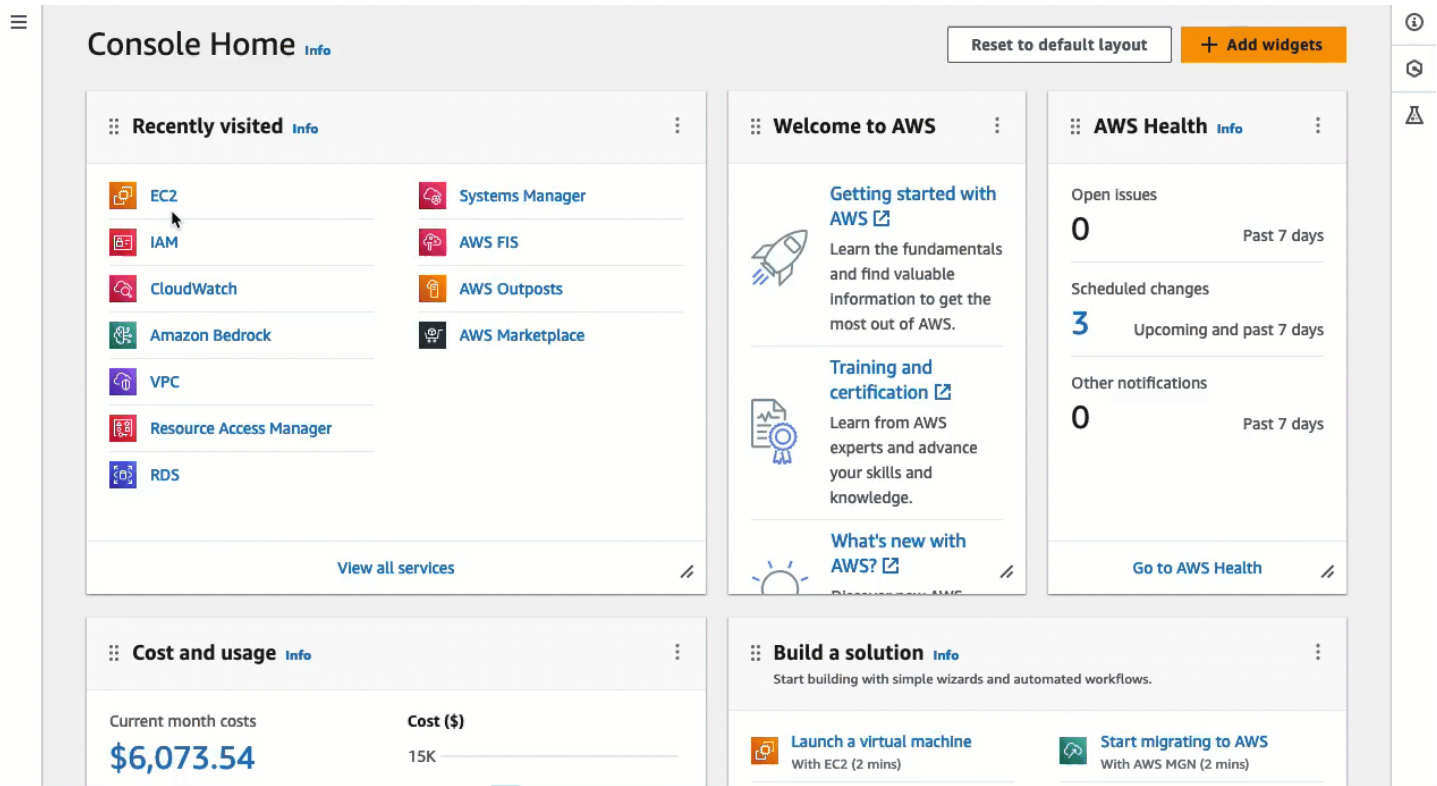 Console Home Info
Reset to default layout
+ Add widgets
Recently visited Info
EC2
IAM
CloudWatch
Amazon Bedrock
VPC
Resource Access Manager
RDS
Systems Manager
AWS FIS
AWS Outposts
AWS Marketplace
View all services
Welcome to AWS
Getting started with
AWS
Learn the fundamentals
and find valuable
information to get the
most out of AWS.
Training and
certification
Learn from AWS
experts and advance
your skills and
knowledge.
What's new with
AWS?
AWS Health Info
Open issues
0
Past 7 days
Scheduled changes
3
Upcoming and past 7 days
Other notifications
0
Past 7 days
Go to AWS Health
Cost and usage Info
Current month costs
$6,073.54
Cost ($)
15K
Build a solution Info
Start building with simple wizards and automated workflows.
Launch a virtual machine
With EC2 (2 mins)
Start migrating to AWS
With AWS MGN (2 mins)